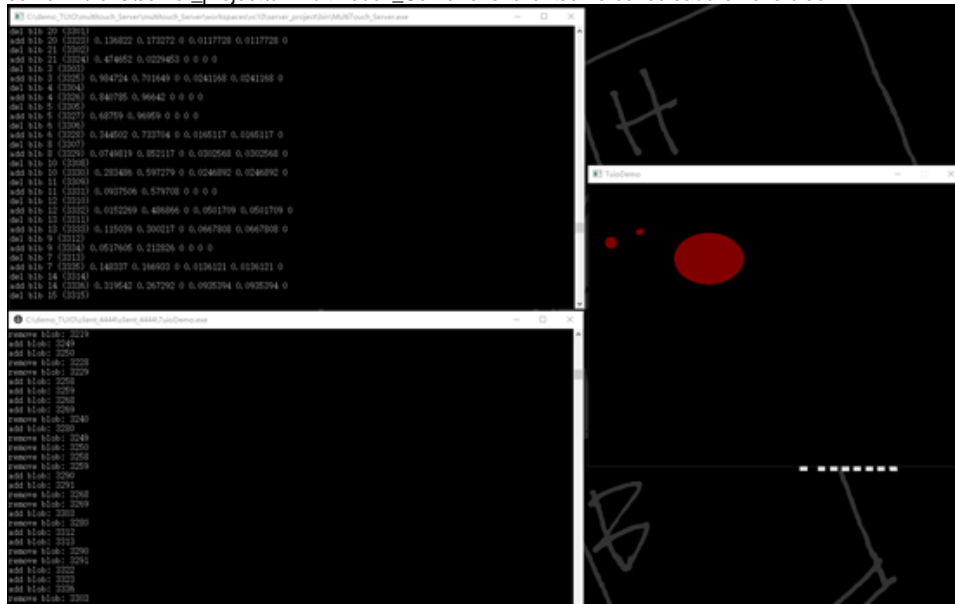 C:\demo_TUIO\multitouch_Server\multitouch_Server\workspaces\vs10\server_project\bin\MultiTouch_Server.exe
del blb 20 (3301)
add blb 20 (3323) 0.136822 0.173272 0 0.0117728 0.0117728 0
del blb 21 (3302)
add blb 21 (3324) 0.474652 0.0229453 0 0 0 0
del blb 3 (3303)
add blb 3 (3325) 0.984724 0.701649 0 0.0241168 0.0241168 0
del blb 4 (3304)
add blb 4 (3326) 0.840785 0.96642 0 0 0 0
del blb 5 (3305)
add blb 5 (3327) 0.68759 0.96959 0 0 0 0
del blb 6 (3306)
add blb 6 (3328) 0.344502 0.733704 0 0.0165117 0.0165117 0
del blb 8 (3307)
add blb 8 (3329) 0.0749819 0.852117 0 0.0302568 0.0302568 0
del blb 10 (3308)
add blb 10 (3330) 0.283486 0.597279 0 0.0246892 0.0246892 0
del blb 11 (3309)
add blb 11 (3331) 0.0937506 0.579708 0 0 0 0
del blb 12 (3310)
add blb 12 (3332) 0.0152269 0.486866 0 0.0501709 0.0501709 0
del blb 13 (3311)
add blb 13 (3333) 0.115039 0.300217 0 0.0667808 0.0667808 0
del blb 9 (3312)
add blb 9 (3334) 0.0517605 0.212826 0 0 0 0
del blb 7 (3313)
add blb 7 (3335) 0.148337 0.166933 0 0.0136121 0.0136121 0
del blb 14 (3314)
add blb 14 (3336) 0.319542 0.267292 0 0.0935394 0.0935394 0
del blb 15 (3315)
H
TuioDemo
C:\demo_TUIO\client_4444\client_4444\TuioDemo.exe
remove blob: 3219
add blob: 3249
add blob: 3250
remove blob: 3228
remove blob: 3229
add blob: 3258
add blob: 3259
add blob: 3268
add blob: 3269
remove blob: 3240
add blob: 3280
remove blob: 3249
remove blob: 3250
remove blob: 3258
remove blob: 3259
add blob: 3290
add blob: 3291
remove blob: 3268
remove blob: 3269
add blob: 3303
remove blob: 3280
add blob: 3312
add blob: 3313
remove blob: 3290
remove blob: 3291
add blob: 3322
add blob: 3323
add blob: 3336
remove blob: 3303
B